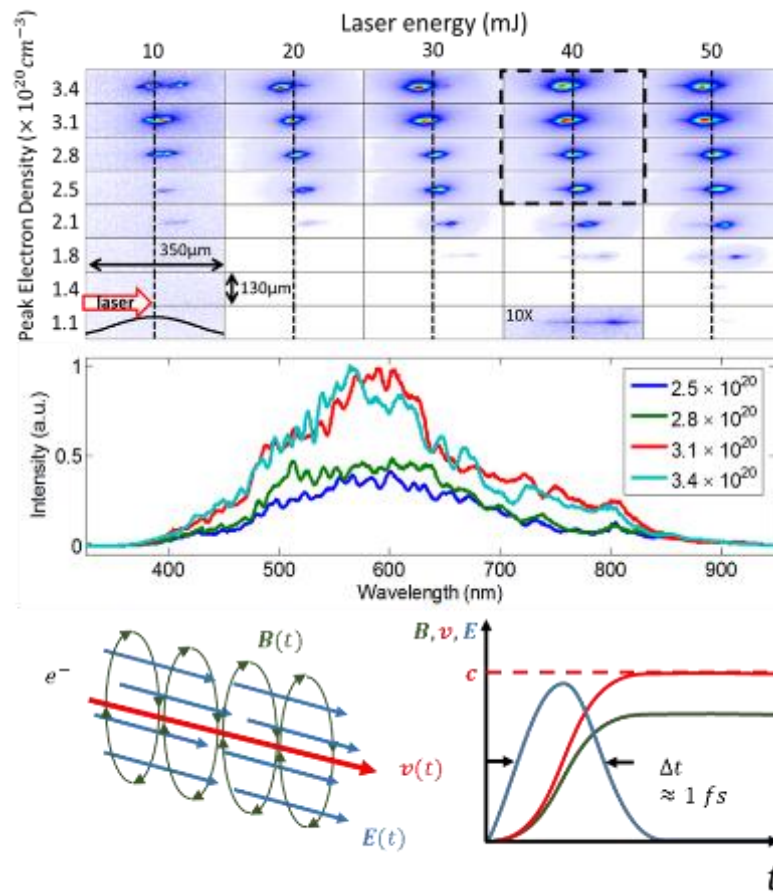 Laser energy (mJ)
10 20 30 40 50
Peak Electron Density (× 10²⁰ cm⁻³)
3.4
3.1
2.8
2.5
2.1
1.8
1.4
1.1
350μm
130μm
laser
10X
Intensity (a.u.)
1
0.5
0
2.5 × 10²⁰
2.8 × 10²⁰
3.1 × 10²⁰
3.4 × 10²⁰
400 500 600 700 800 900
Wavelength (nm)
e⁻
B(t)
v(t)
E(t)
B, v, E
c
Δt
≈ 1 fs
t